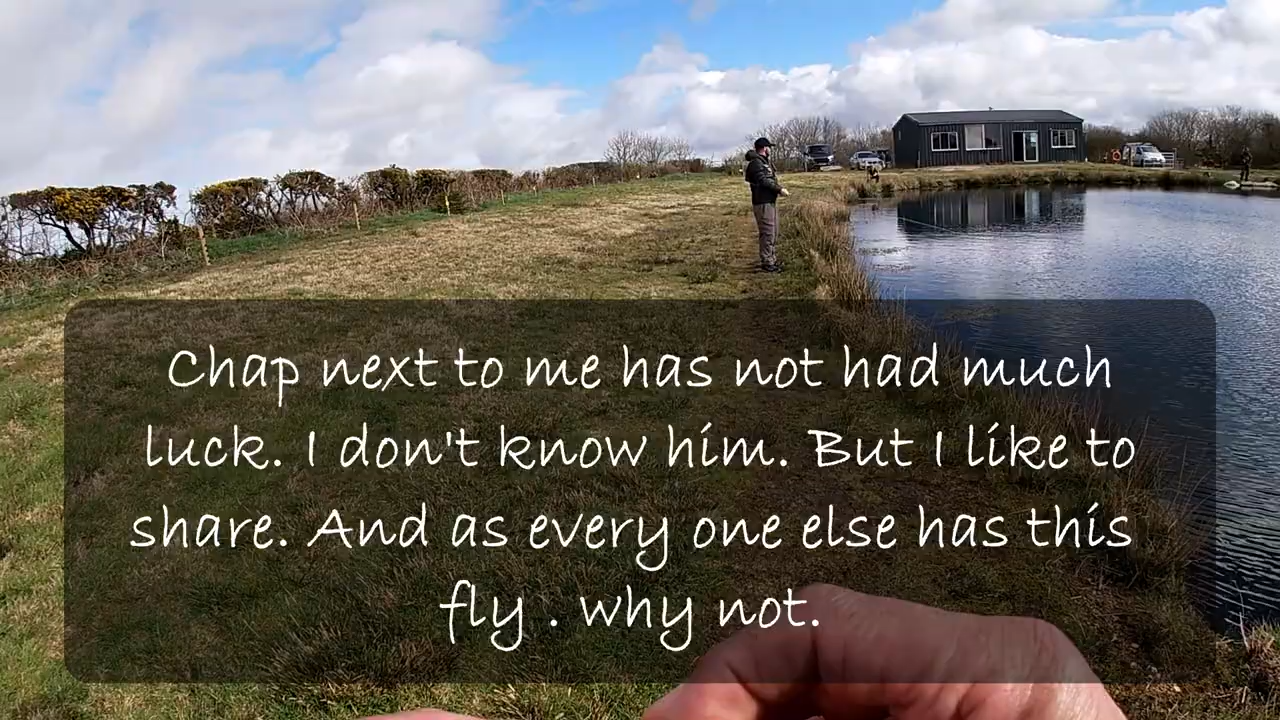 Chap next to me has not had much
luck. I don't know him. But I like to
share. And as every one else has this
fly . why not.